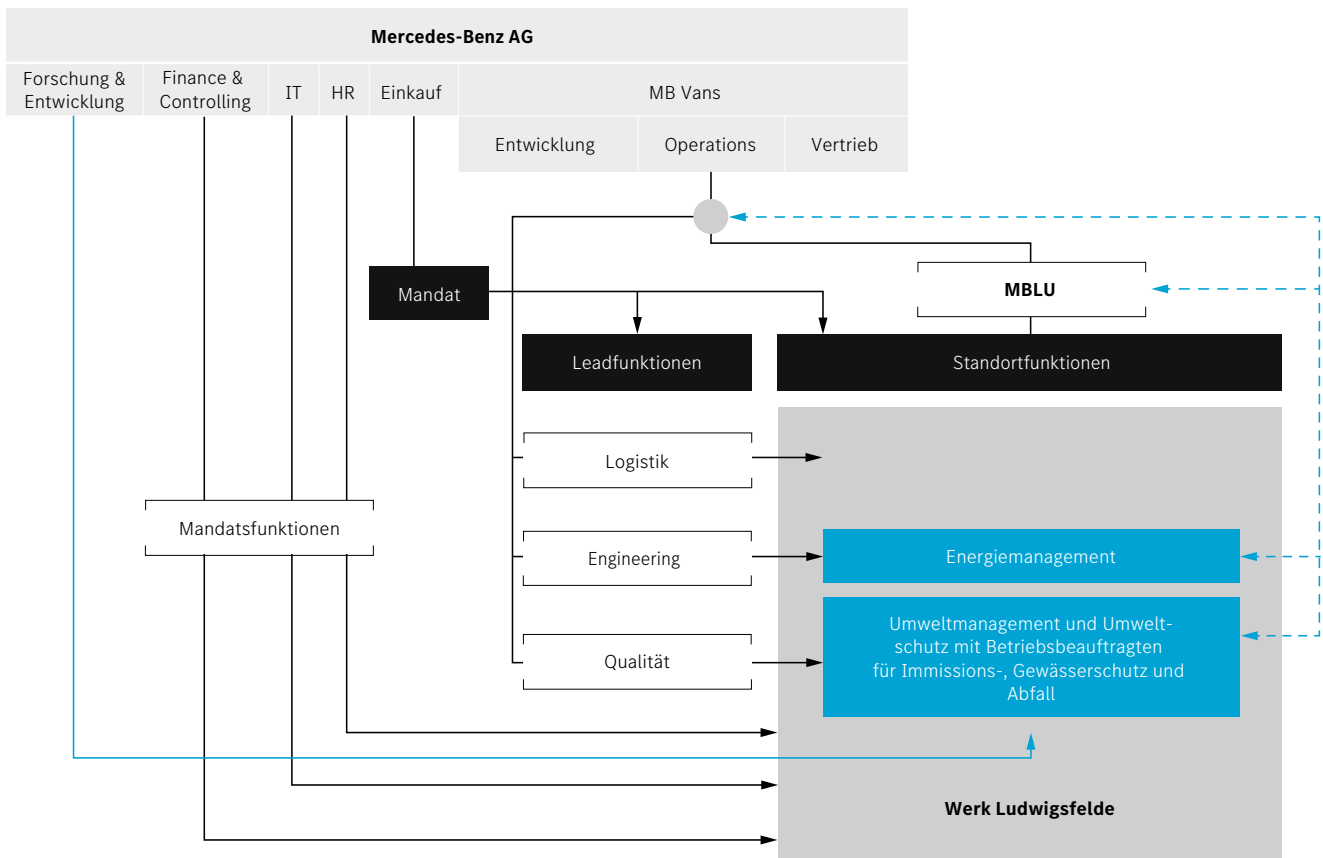 Mercedes-Benz AG
Forschung &
Entwicklung
Finance &
Controlling
IT
HR
Einkauf
MB Vans
Entwicklung
Operations
Vertrieb
Mandat
MBLU
Leadfunktionen
Standortfunktionen
Logistik
Mandatsfunktionen
Engineering
Energiemanagement
Qualität
Umweltmanagement und Umwelt-
schutz mit Betriebsbeauftragten
für Immissions-, Gewässerschutz und
Abfall
Werk Ludwigsfelde